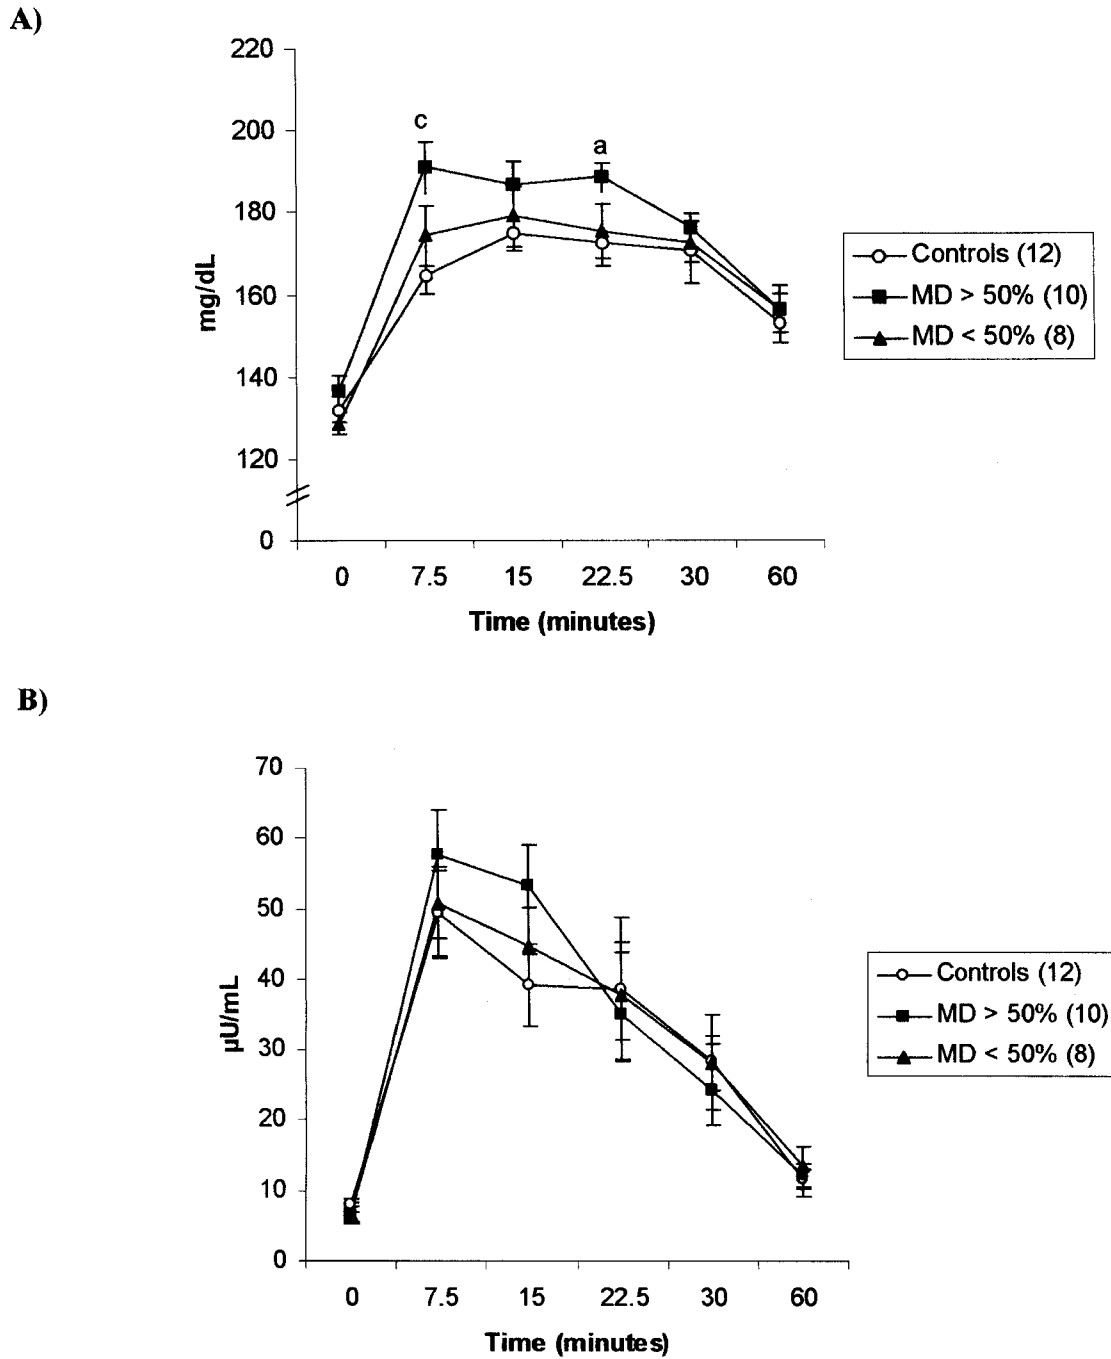 A)
220
200
180
160
140
120
0
mg/dL
c
a
0 7.5 15 22.5 30 60
Time (minutes)
Controls (12)
MD > 50% (10)
MD < 50% (8)
B)
70
60
50
40
30
20
10
0
µU/mL
0 7.5 15 22.5 30 60
Time (minutes)
Controls (12)
MD > 50% (10)
MD < 50% (8)